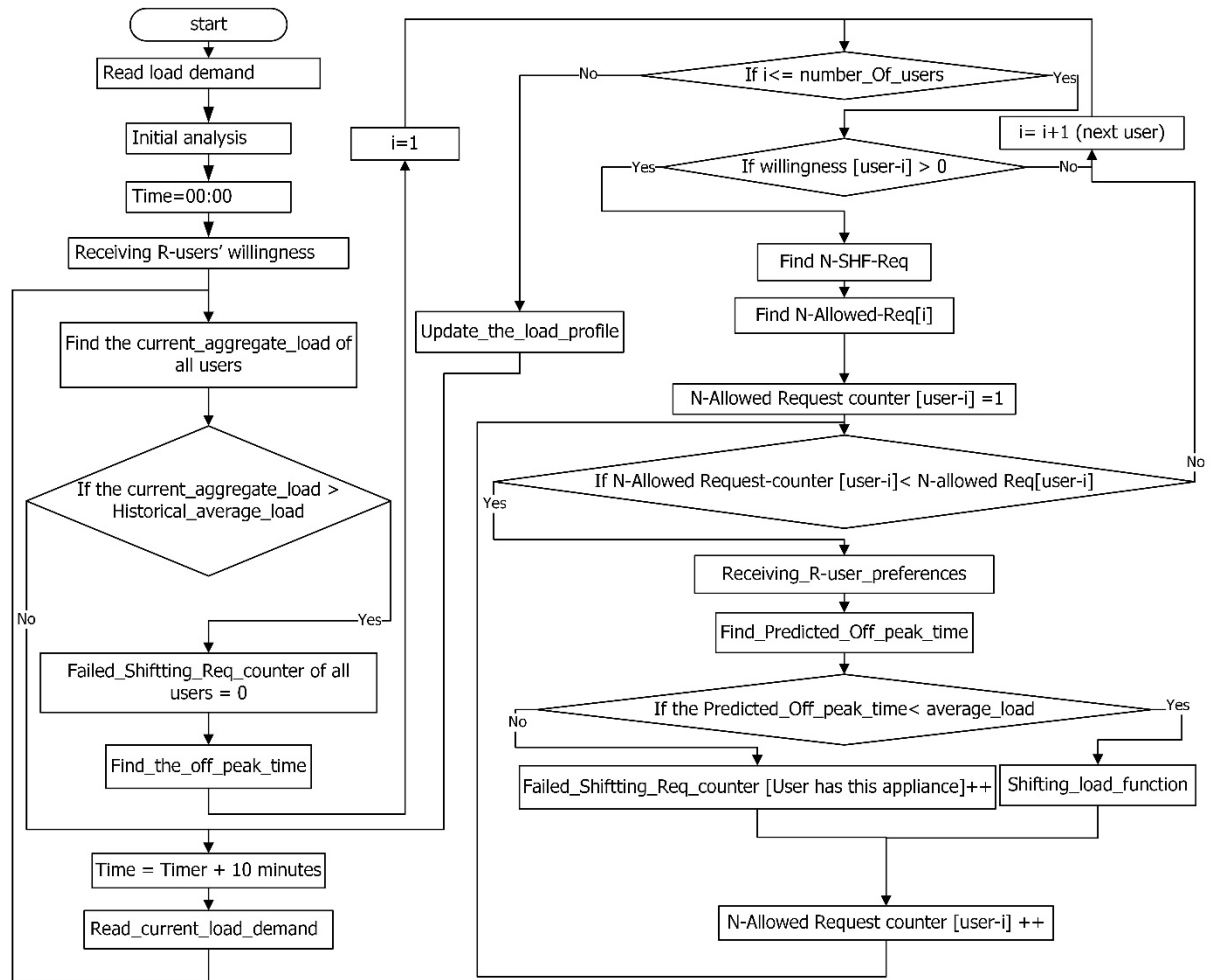 start
Read load demand
Initial analysis
Time=00:00
Receiving R-users' willingness
Find the current_aggregate_load of
all users
If the current_aggregate_load >
Historical_average_load
No
Yes
Failed_Shiftting_Req_counter of all
users = 0
Find_the_off_peak_time
Time = Timer + 10 minutes
Read_current_load_demand
i=1
If i<= number_Of_users
No
Yes
Update_the_load_profile
i= i+1 (next user)
If willingness [user-i] > 0
Yes
No
Find N-SHF-Req
Find N-Allowed-Req[i]
N-Allowed Request counter [user-i] =1
If N-Allowed Request-counter [user-i]< N-allowed Req[user-i]
Yes
No
Receiving_R-user_preferences
Find_Predicted_Off_peak_time
If the Predicted_Off_peak_time< average_load
No
Yes
Failed_Shiftting_Req_counter [User has this appliance]++
Shifting_load_function
N-Allowed Request counter [user-i] ++